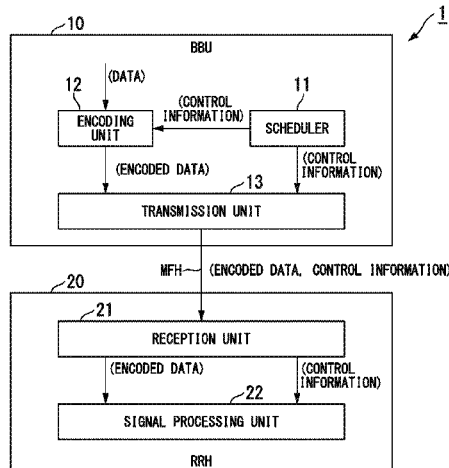 1
10
BBU
(DATA)
12
11
(CONTROL
INFORMATION)
ENCODING
UNIT
SCHEDULER
(ENCODED DATA)
(CONTROL
INFORMATION)
13
TRANSMISSION UNIT
MFH
(ENCODED DATA, CONTROL INFORMATION)
20
21
RECEPTION UNIT
(ENCODED DATA)
(CONTROL
INFORMATION)
22
SIGNAL PROCESSING UNIT
RRH